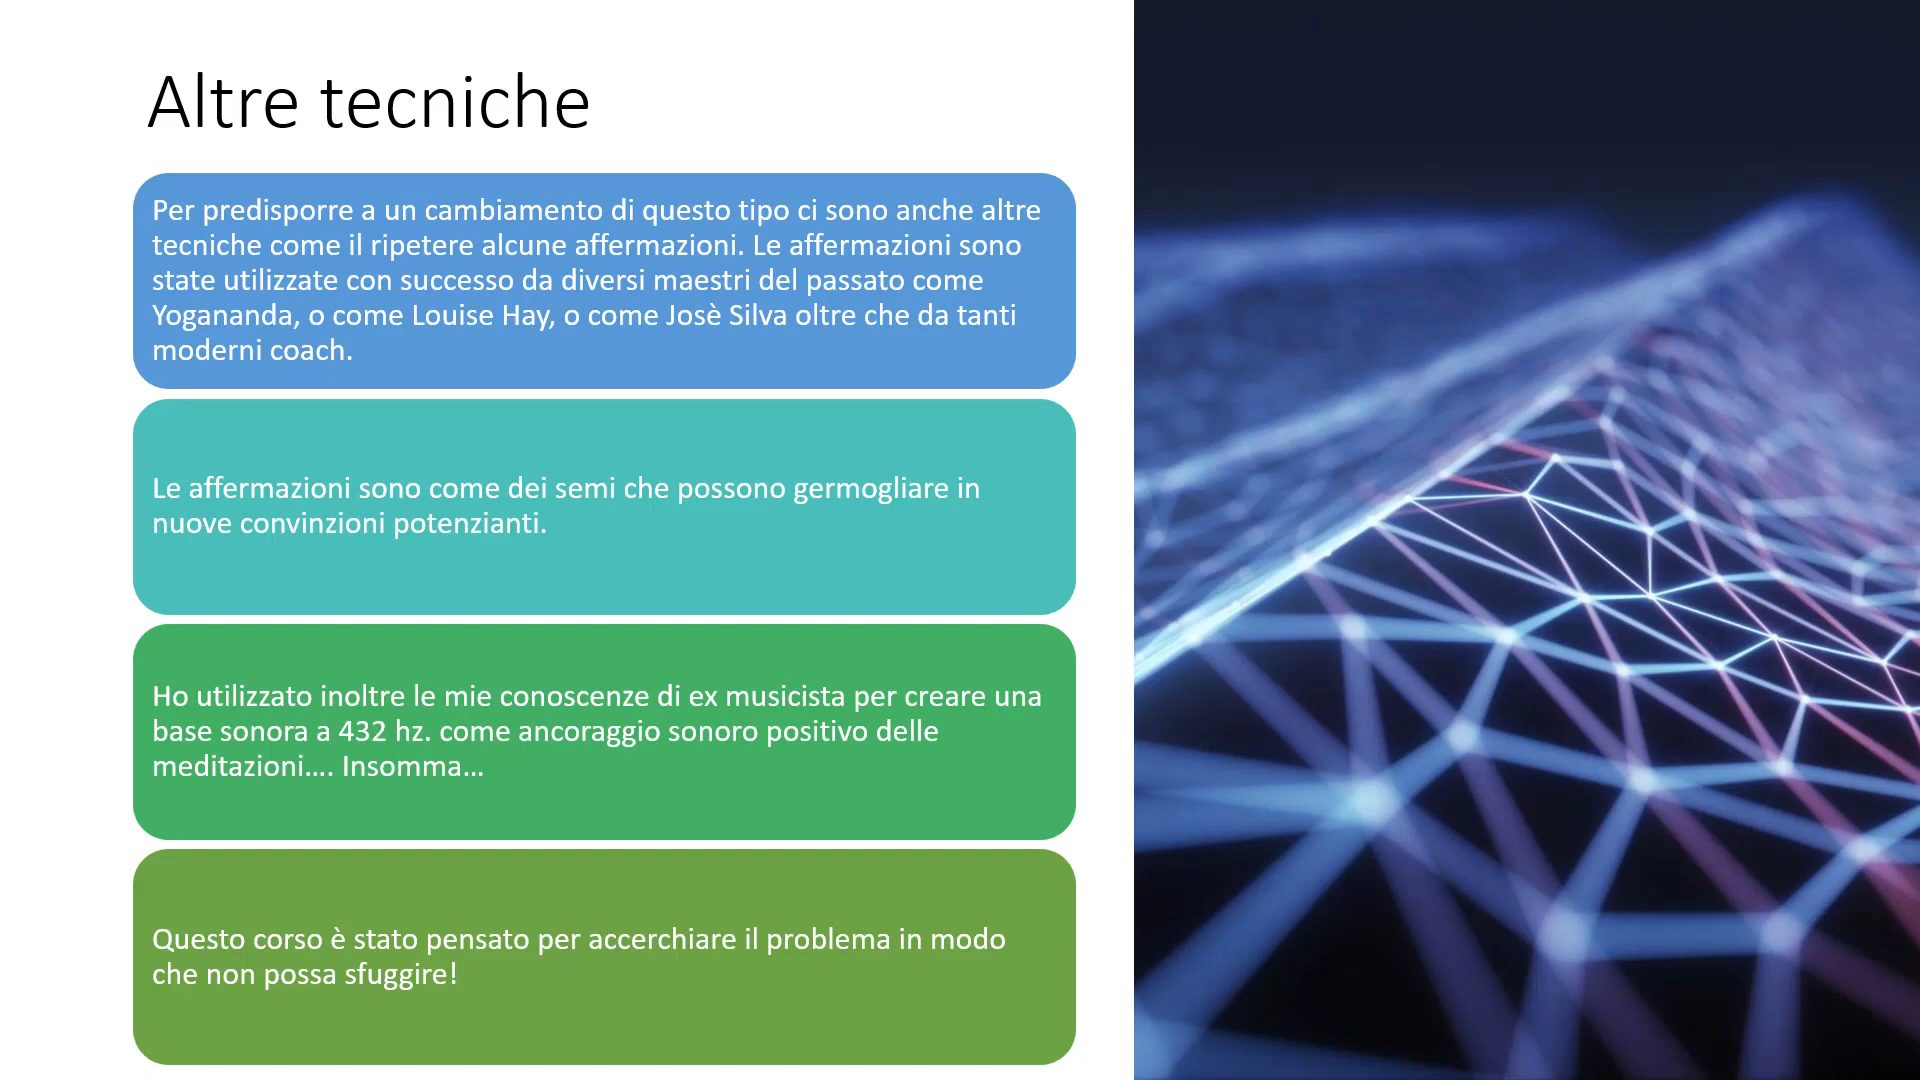 Altre tecniche
Per predisporre a un cambiamento di questo tipo ci sono anche altre
tecniche come il ripetere alcune affermazioni. Le affermazioni sono
state utilizzate con successo da diversi maestri del passato come
Yogananda, o come Louise Hay, o come Josè Silva oltre che da tanti
moderni coach.
Le affermazioni sono come dei semi che possono germogliare in
nuove convinzioni potenzianti.
Ho utilizzato inoltre le mie conoscenze di ex musicista per creare una
base sonora a 432 hz. come ancoraggio sonoro positivo delle
meditazioni…. Insomma…
Questo corso è stato pensato per accerchiare il problema in modo
che non possa sfuggire!